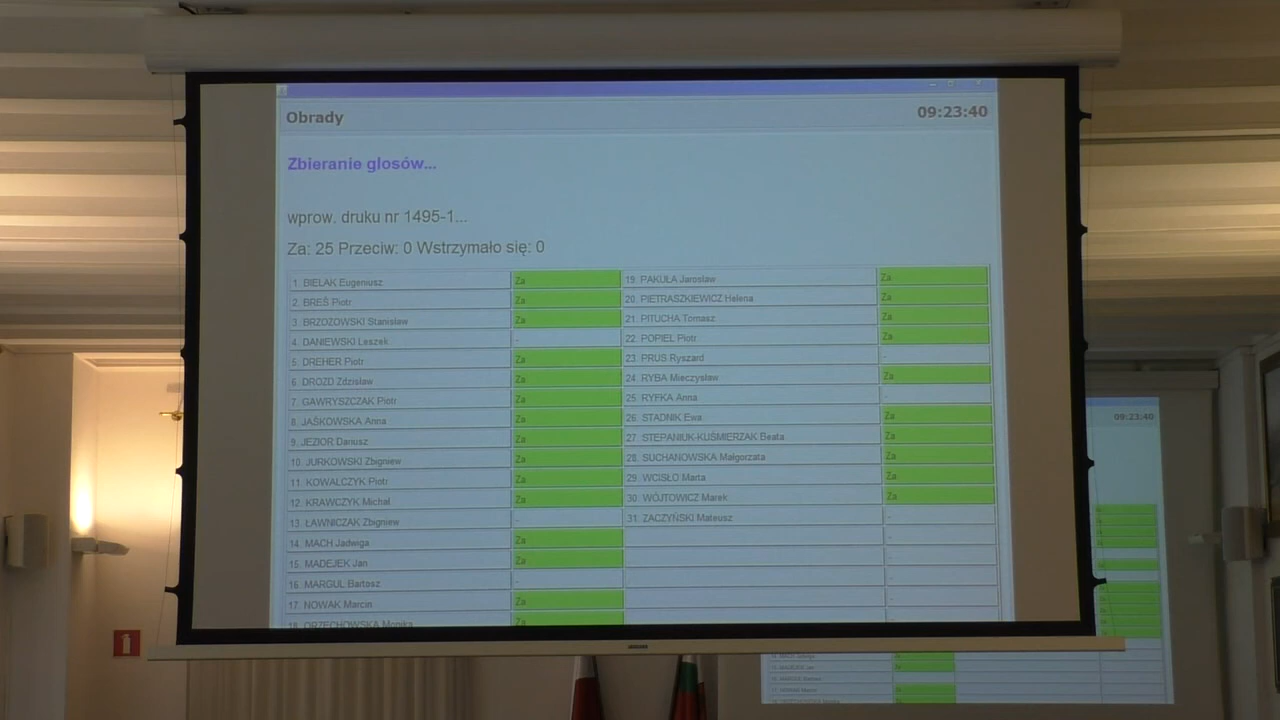 Obrady
09:23:40
Zbieranie glosów...
wprow. druku nr 1495-1...
Za: 25 Przeciw: 0 Wstrzymało się: 0
1. BIELAK Eugeniusz Za
2. BREŚ Piotr Za
3. BRZOZOWSKI Stanisław Za
4. DANIEWSKI Leszek -
5. DREHER Piotr Za
6. DROZD Zdzisław Za
7. GAWRYSZCZAK Piotr Za
8. JAŚKOWSKA Anna Za
9. JEZIOR Dariusz Za
10. JURKOWSKI Zbigniew Za
11. KOWALCZYK Piotr Za
12. KRAWCZYK Michał Za
13. ŁAWNICZAK Zbigniew -
14. MACH Jadwiga Za
15. MADEJEK Jan Za
16. MARGUL Bartosz -
17. NOWAK Marcin Za
18. ORZECHOWSKA Monika Za
19. PAKUŁA Jarosław Za
20. PIETRASZKIEWICZ Helena Za
21. PITUCHA Tomasz Za
22. POPIEL Piotr Za
23. PRUS Ryszard -
24. RYBA Mieczysław Za
25. RYFKA Anna -
26. STADNIK Ewa Za
27. STEPANIUK-KUŚMIERZAK Beata Za
28. SUCHANOWSKA Małgorzata Za
29. WCISŁO Marta Za
30. WÓJTOWICZ Marek Za
31. ZACZYŃSKI Mateusz -
09:23:40